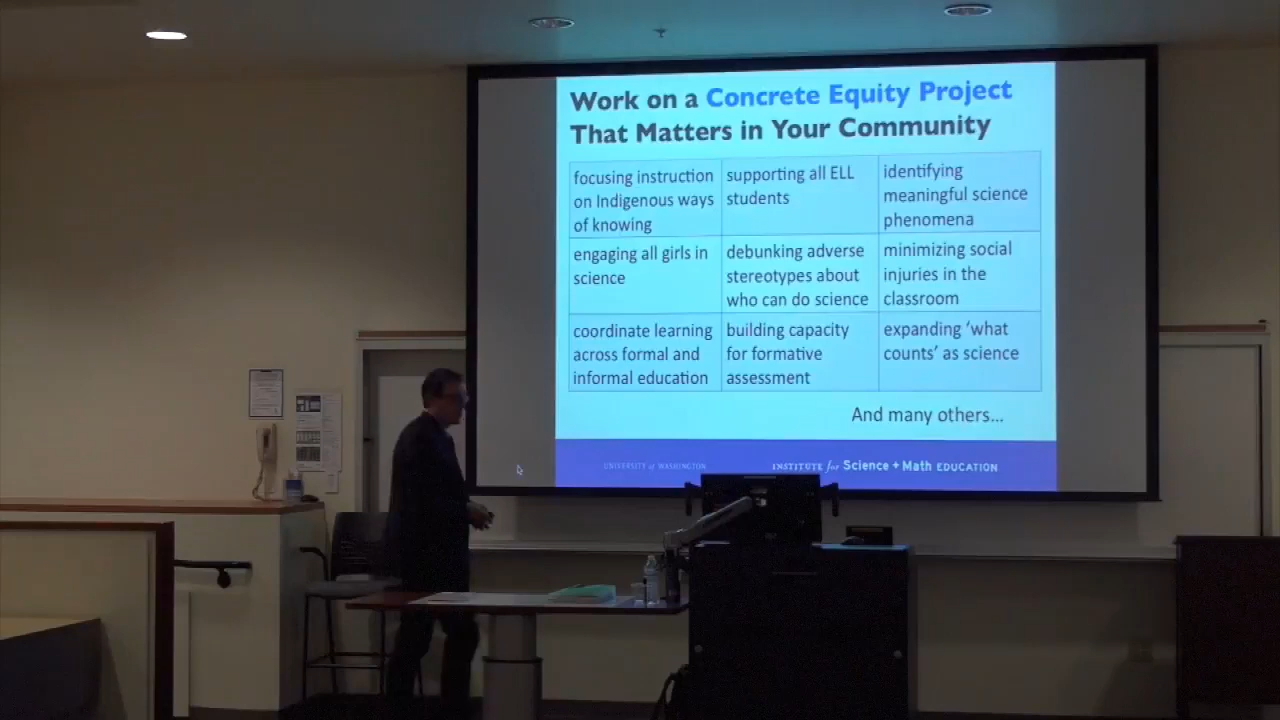 Work on a Concrete Equity Project
That Matters in Your Community
focusing instruction
on Indigenous ways
of knowing
supporting all ELL
students
identifying
meaningful science
phenomena
engaging all girls in
science
debunking adverse
stereotypes about
who can do science
minimizing social
injuries in the
classroom
coordinate learning
across formal and
informal education
building capacity
for formative
assessment
expanding ‘what
counts’ as science
And many others...
UNIVERSITY of WASHINGTON
INSTITUTE for Science + Math EDUCATION